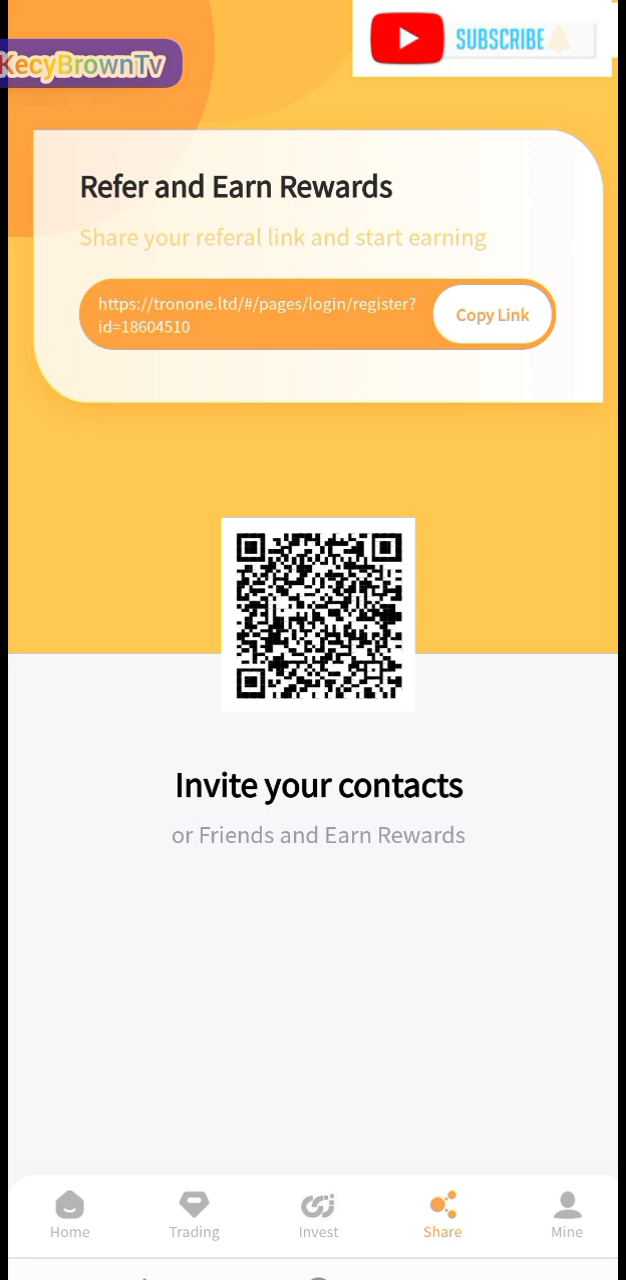 KecyBrownTv
SUBSCRIBE
Refer and Earn Rewards
Share your referal link and start earning
https://tronone.ltd/#/pages/login/register?
id=18604510
Copy Link
Invite your contacts
or Friends and Earn Rewards
Home
Trading
Invest
Share
Mine